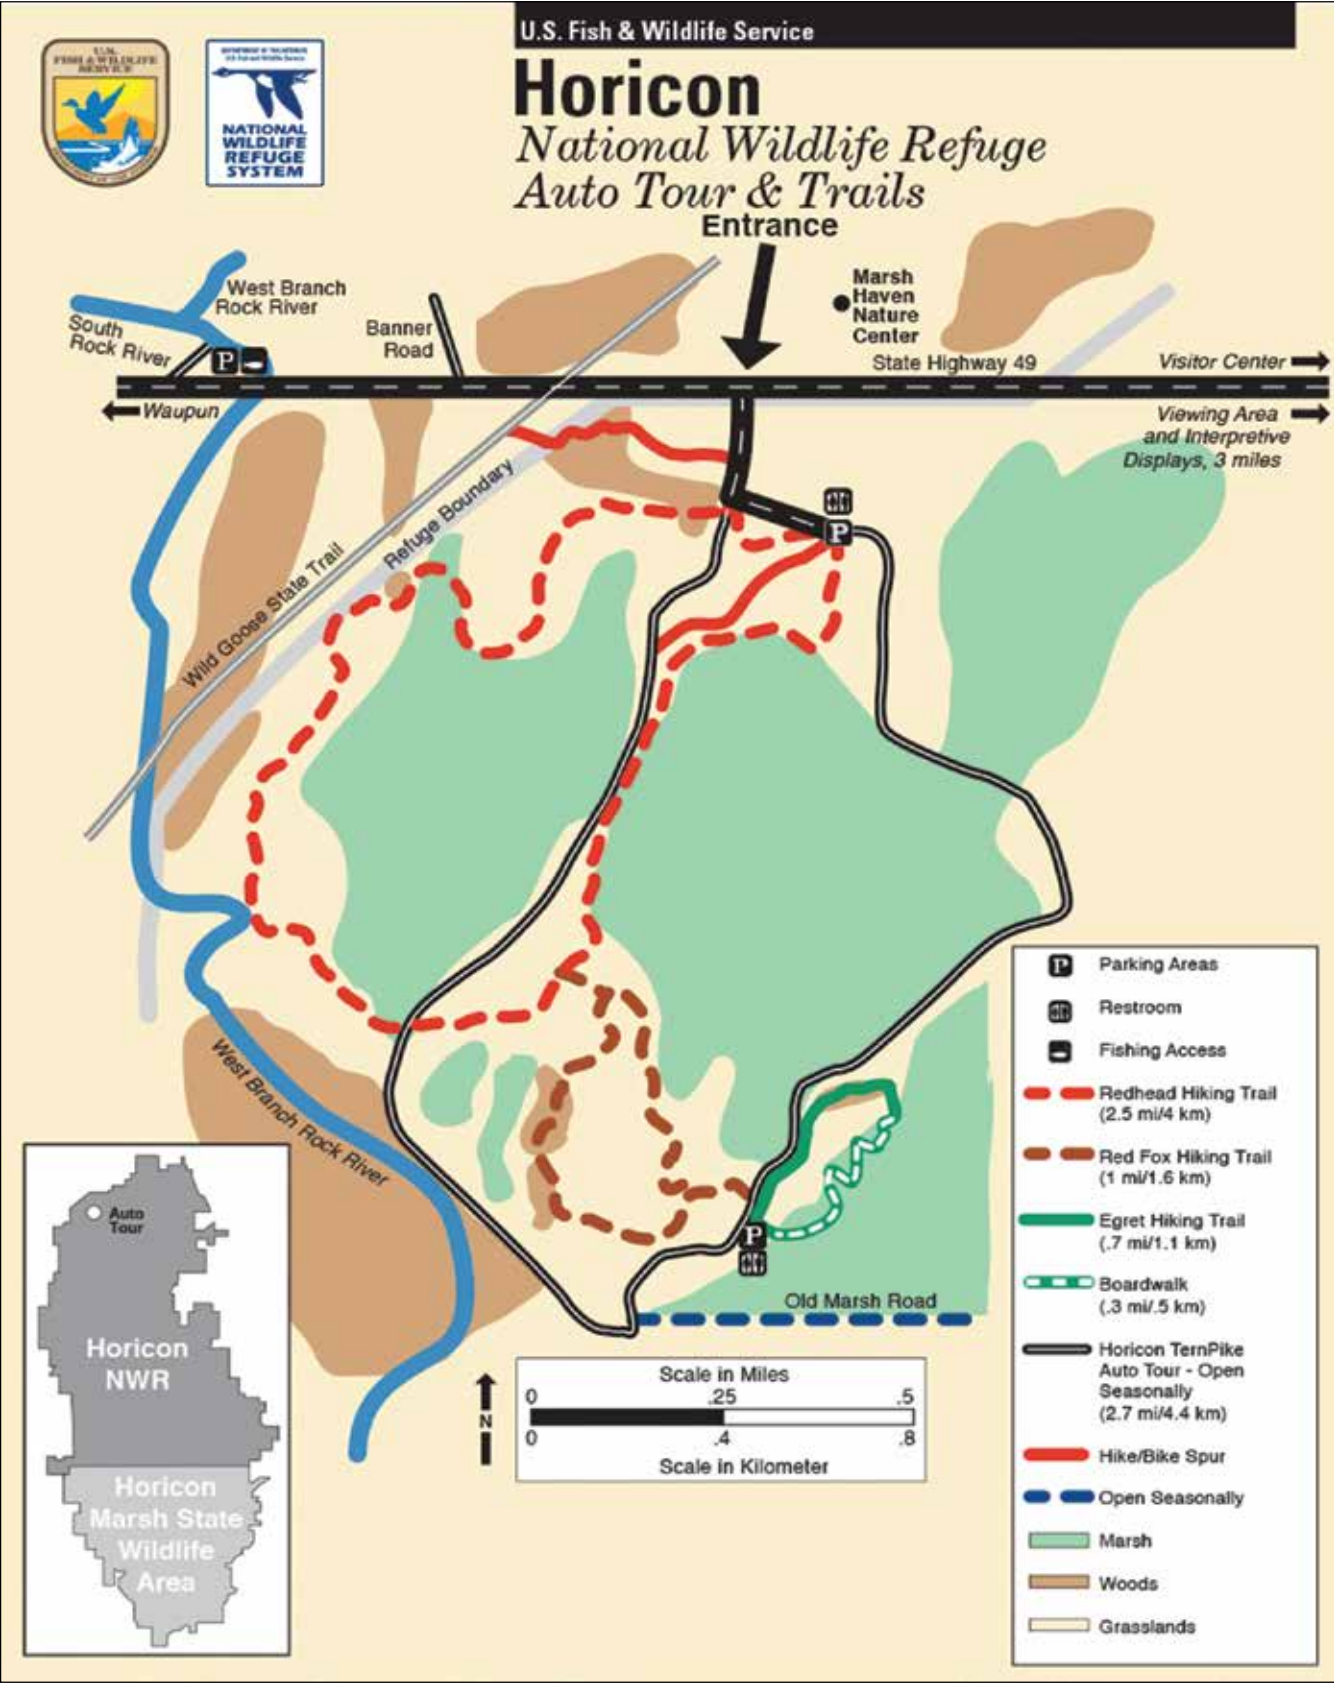 U.S. Fish & Wildlife Service
U.S.
FISH & WILDLIFE
SERVICE
NATIONAL
WILDLIFE
REFUGE
SYSTEM
Horicon
National Wildlife Refuge
Auto Tour & Trails
Entrance
Marsh
Haven
Nature
Center
West Branch
Rock River
South
Rock River
P
Banner
Road
State Highway 49
Visitor Center
Waupun
Viewing Area
and Interpretive
Displays, 3 miles
Refuge Boundary
Wild Goose State Trail
P
West Branch Rock River
P
Old Marsh Road
Auto
Tour
Horicon
NWR
Horicon
Marsh State
Wildlife
Area
N
Scale in Miles
0 .25 .5
0 .4 .8
Scale in Kilometer
P Parking Areas
Restroom
Fishing Access
Redhead Hiking Trail
(2.5 mi/4 km)
Red Fox Hiking Trail
(1 mi/1.6 km)
Egret Hiking Trail
(.7 mi/1.1 km)
Boardwalk
(.3 mi/.5 km)
Horicon TernPike
Auto Tour - Open
Seasonally
(2.7 mi/4.4 km)
Hike/Bike Spur
Open Seasonally
Marsh
Woods
Grasslands